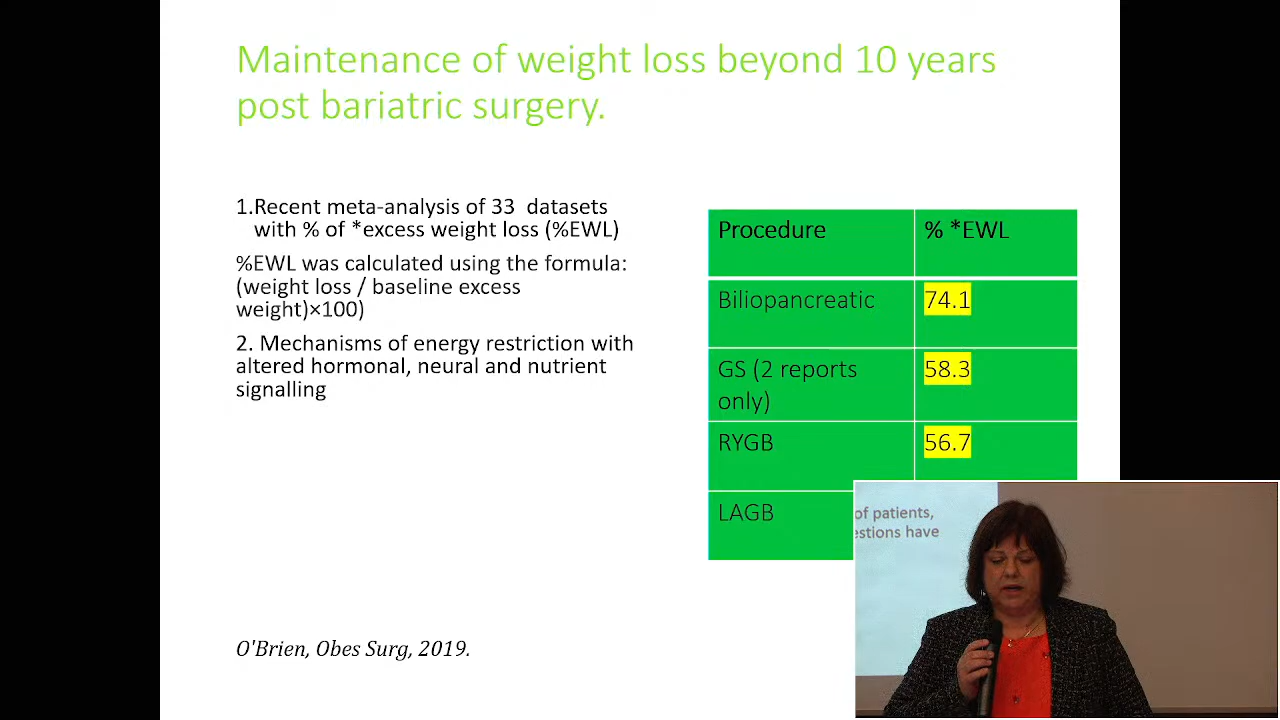 Maintenance of weight loss beyond 10 years
post bariatric surgery.
1.Recent meta-analysis of 33 datasets
with % of *excess weight loss (%EWL)
%EWL was calculated using the formula:
(weight loss / baseline excess
weight)×100)
2. Mechanisms of energy restriction with
altered hormonal, neural and nutrient
signalling
Procedure
% *EWL
Biliopancreatic
74.1
GS (2 reports
only)
58.3
RYGB
56.7
LAGB
of patients,
estions have
O'Brien, Obes Surg, 2019.